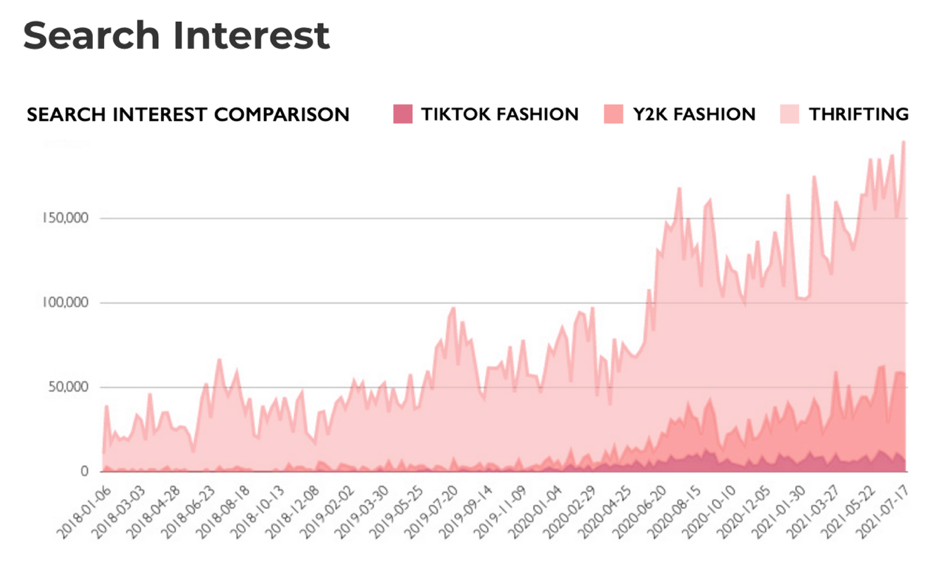 Search Interest
SEARCH INTEREST COMPARISON TIKTOK FASHION Y2K FASHION THRIFTING
150,000
100,000
50,000
0
2018-01-06 2018-03-03 2018-04-28 2018-06-23 2018-08-18 2018-10-13 2018-12-08 2019-02-02 2019-03-30 2019-05-25 2019-07-20 2019-09-14 2019-11-09 2020-01-04 2020-02-29 2020-04-25 2020-06-20 2020-08-15 2020-10-10 2020-12-05 2021-01-30 2021-03-27 2021-05-22 2021-07-17